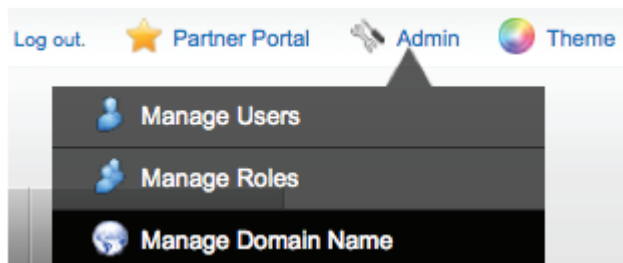 Log out. Partner Portal Admin Theme
Manage Users
Manage Roles
Manage Domain Name